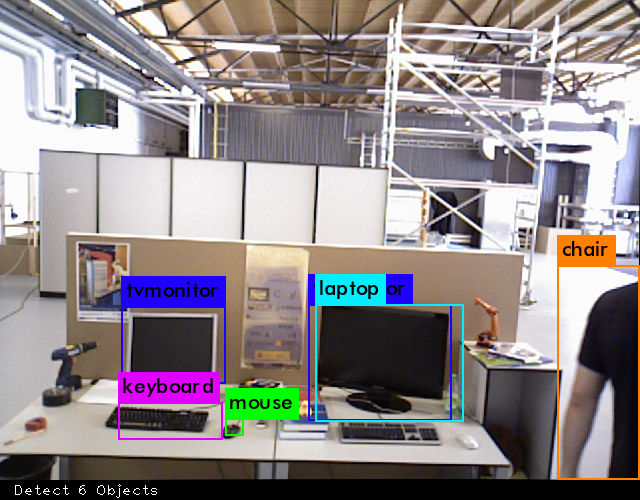 chair
tvmonitor
laptop
or
keyboard
mouse
Detect 6 Objects